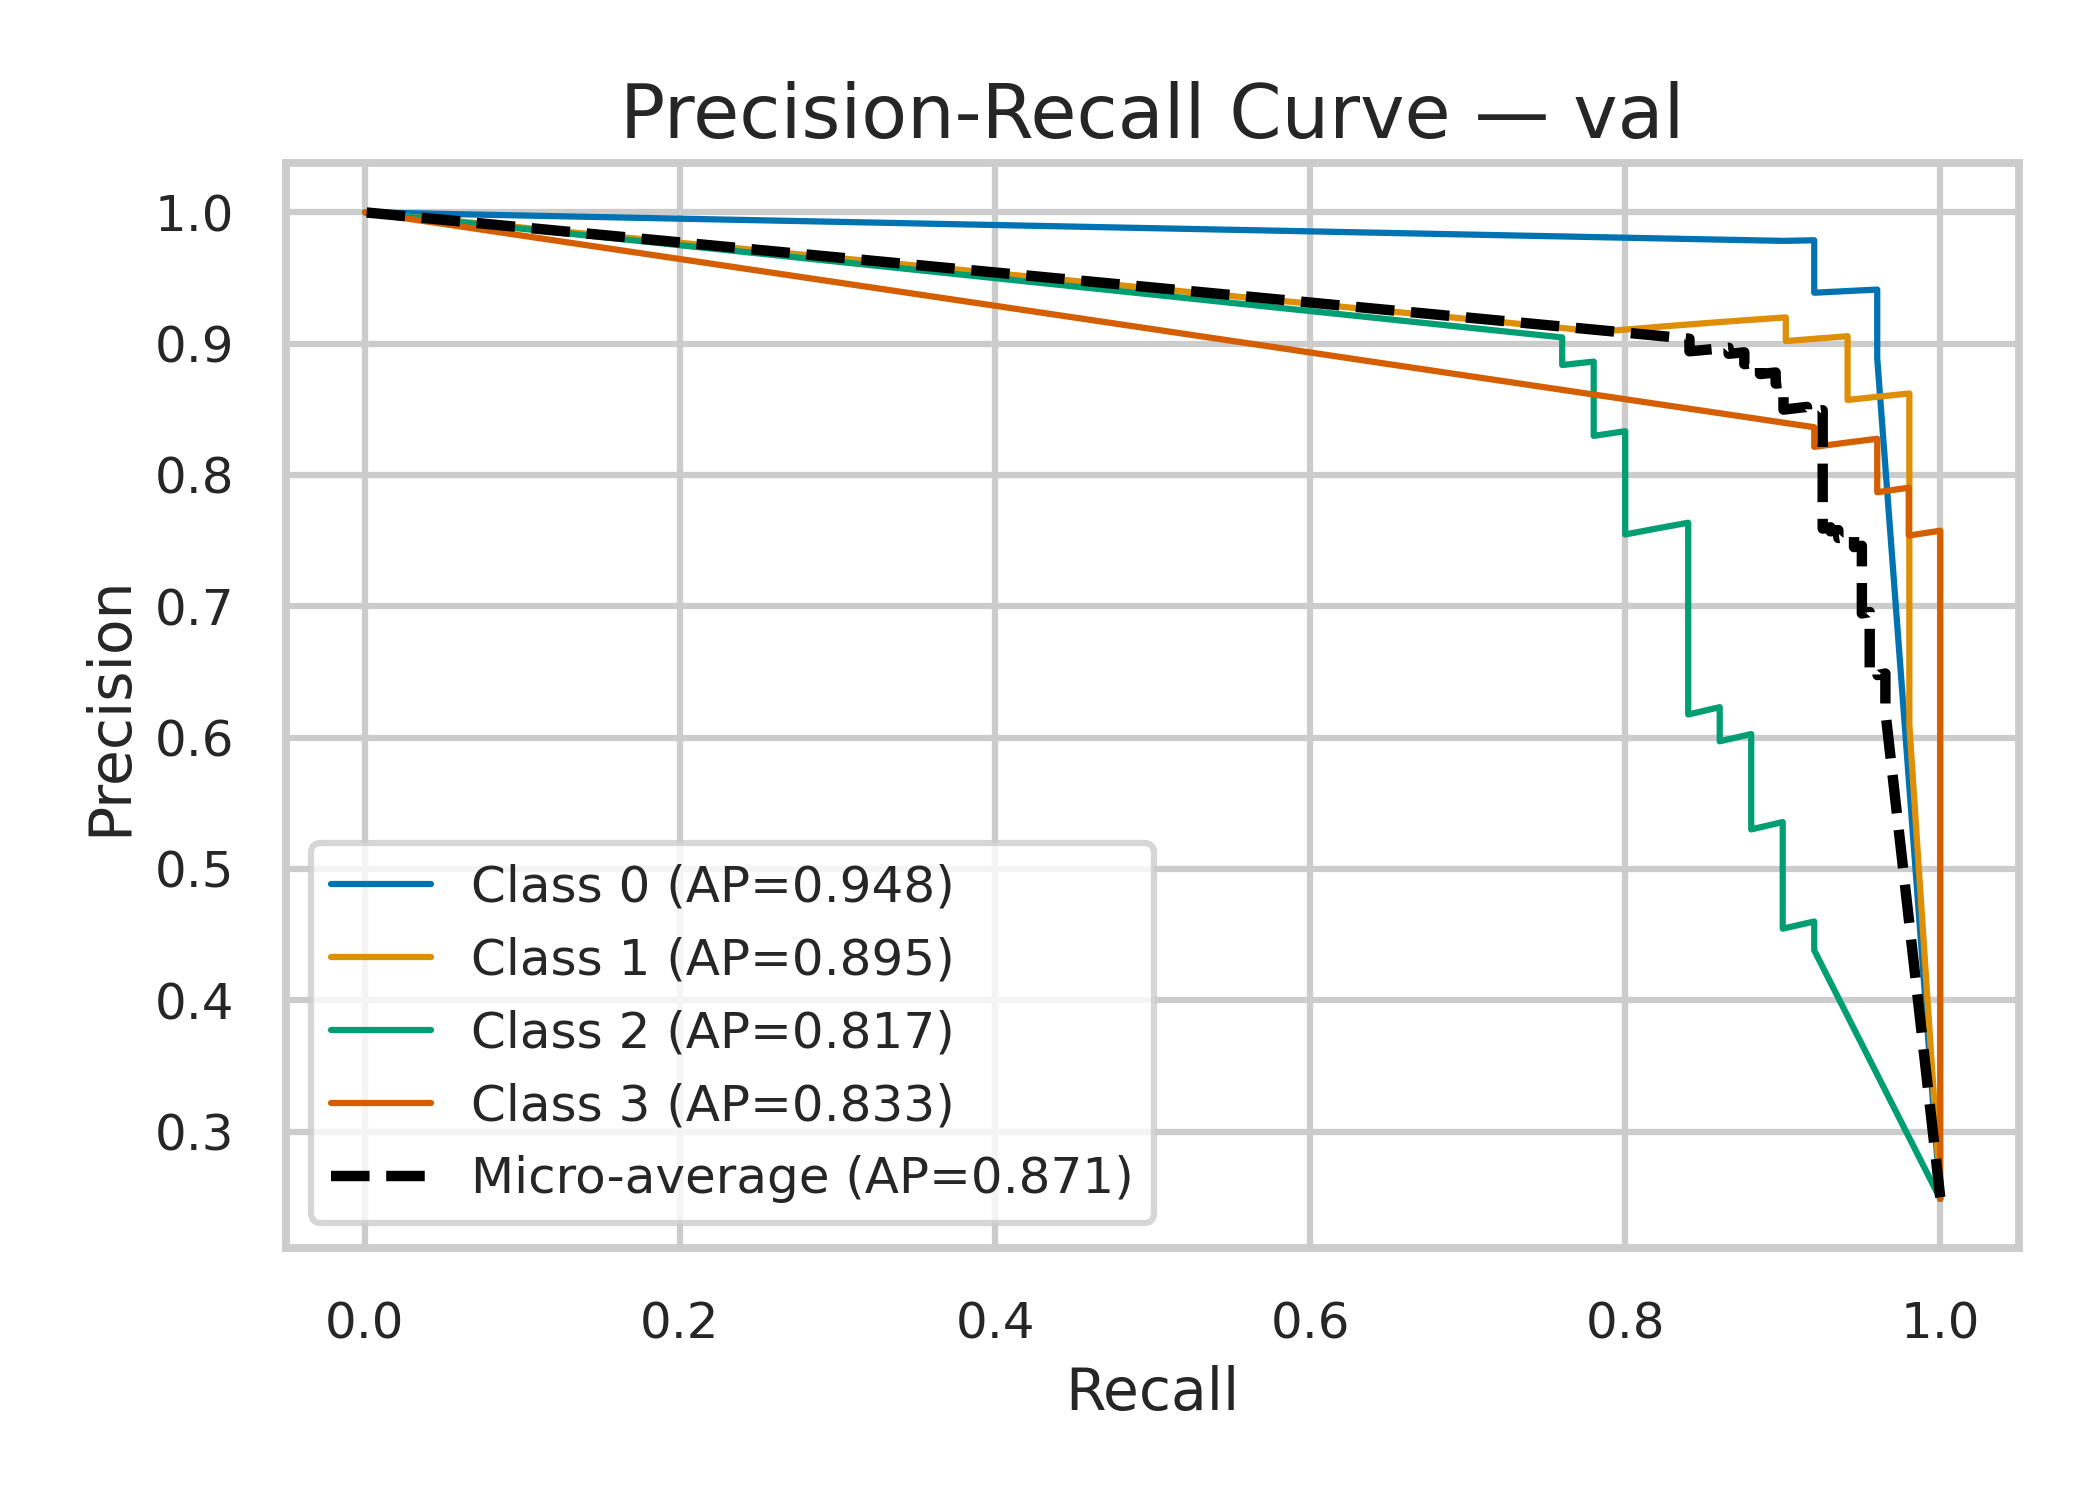 Precision-Recall Curve — val
1.0
0.9
0.8
0.7
0.6
0.5
0.4
0.3
Precision
Class 0 (AP=0.948)
Class 1 (AP=0.895)
Class 2 (AP=0.817)
Class 3 (AP=0.833)
Micro-average (AP=0.871)
0.0 0.2 0.4 0.6 0.8 1.0
Recall